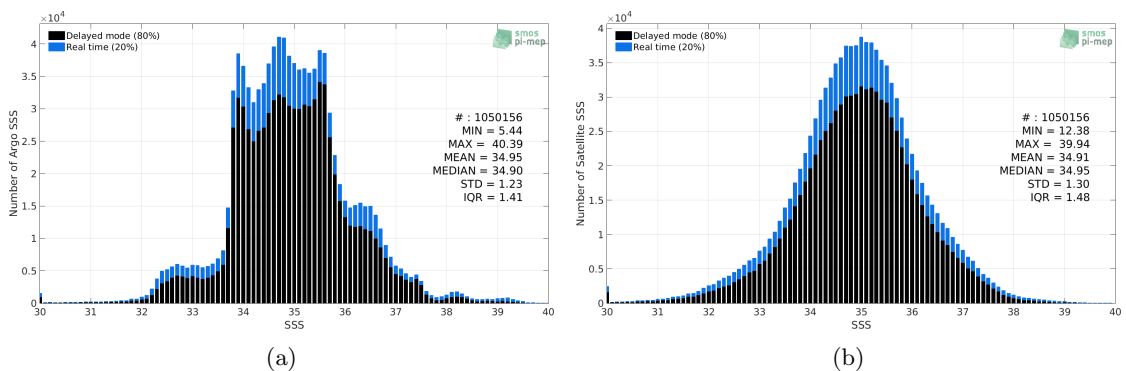 ×10⁴
Delayed mode (80%)
Real time (20%)
smos
pi-mep
# : 1050156
MIN = 5.44
MAX = 40.39
MEAN = 34.95
MEDIAN = 34.90
STD = 1.23
IQR = 1.41
Number of Argo SSS
4
3.5
3
2.5
2
1.5
1
0.5
0
30 31 32 33 34 35 36 37 38 39 40
SSS
(a)
×10⁴
Delayed mode (80%)
Real time (20%)
smos
pi-mep
# : 1050156
MIN = 12.38
MAX = 39.94
MEAN = 34.91
MEDIAN = 34.95
STD = 1.30
IQR = 1.48
Number of Satellite SSS
4
3.5
3
2.5
2
1.5
1
0.5
0
30 31 32 33 34 35 36 37 38 39 40
SSS
(b)